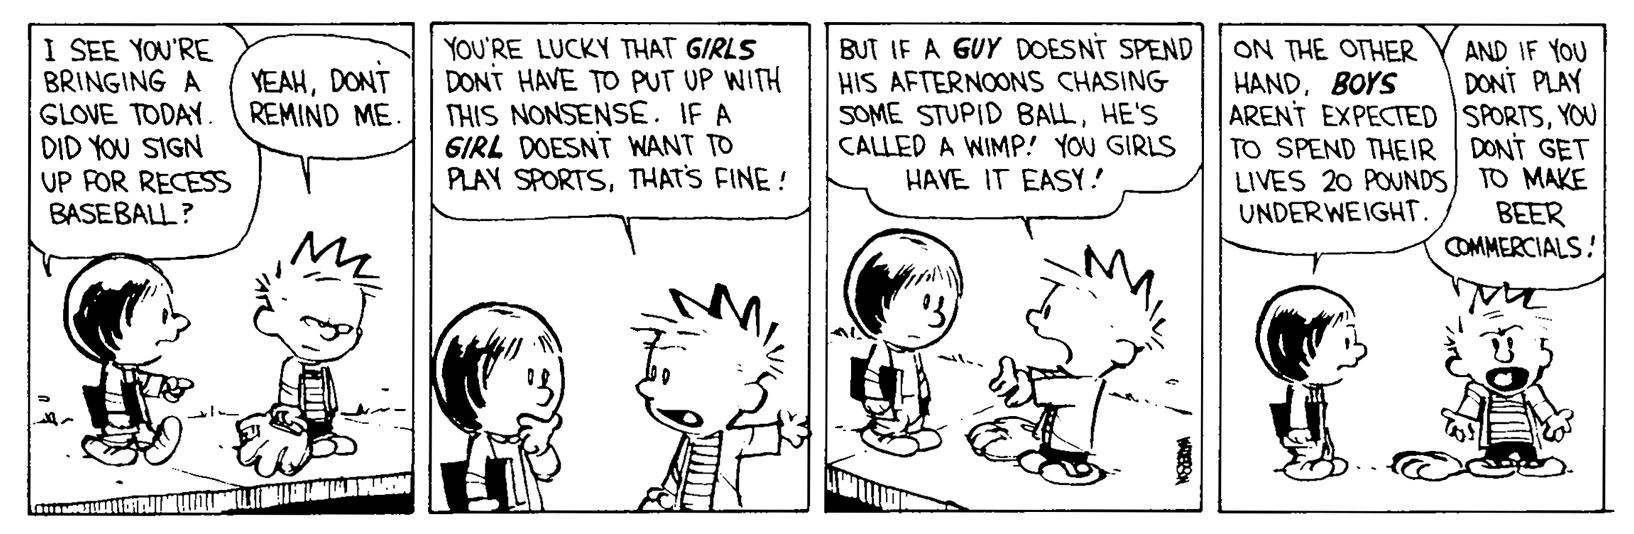 I SEE YOU'RE
BRINGING A
GLOVE TODAY.
DID YOU SIGN
UP FOR RECESS
BASEBALL?
YEAH, DON'T
REMIND ME.
YOU'RE LUCKY THAT GIRLS
DON'T HAVE TO PUT UP WITH
THIS NONSENSE. IF A
GIRL DOESN'T WANT TO
PLAY SPORTS, THAT'S FINE!
BUT IF A GUY DOESN'T SPEND
HIS AFTERNOONS CHASING
SOME STUPID BALL, HE'S
CALLED A WIMP! YOU GIRLS
HAVE IT EASY!
WATTERSON
ON THE OTHER
HAND, BOYS
AREN'T EXPECTED
TO SPEND THEIR
LIVES 20 POUNDS
UNDERWEIGHT.
AND IF YOU
DON'T PLAY
SPORTS, YOU
DON'T GET
TO MAKE
BEER
COMMERCIALS!